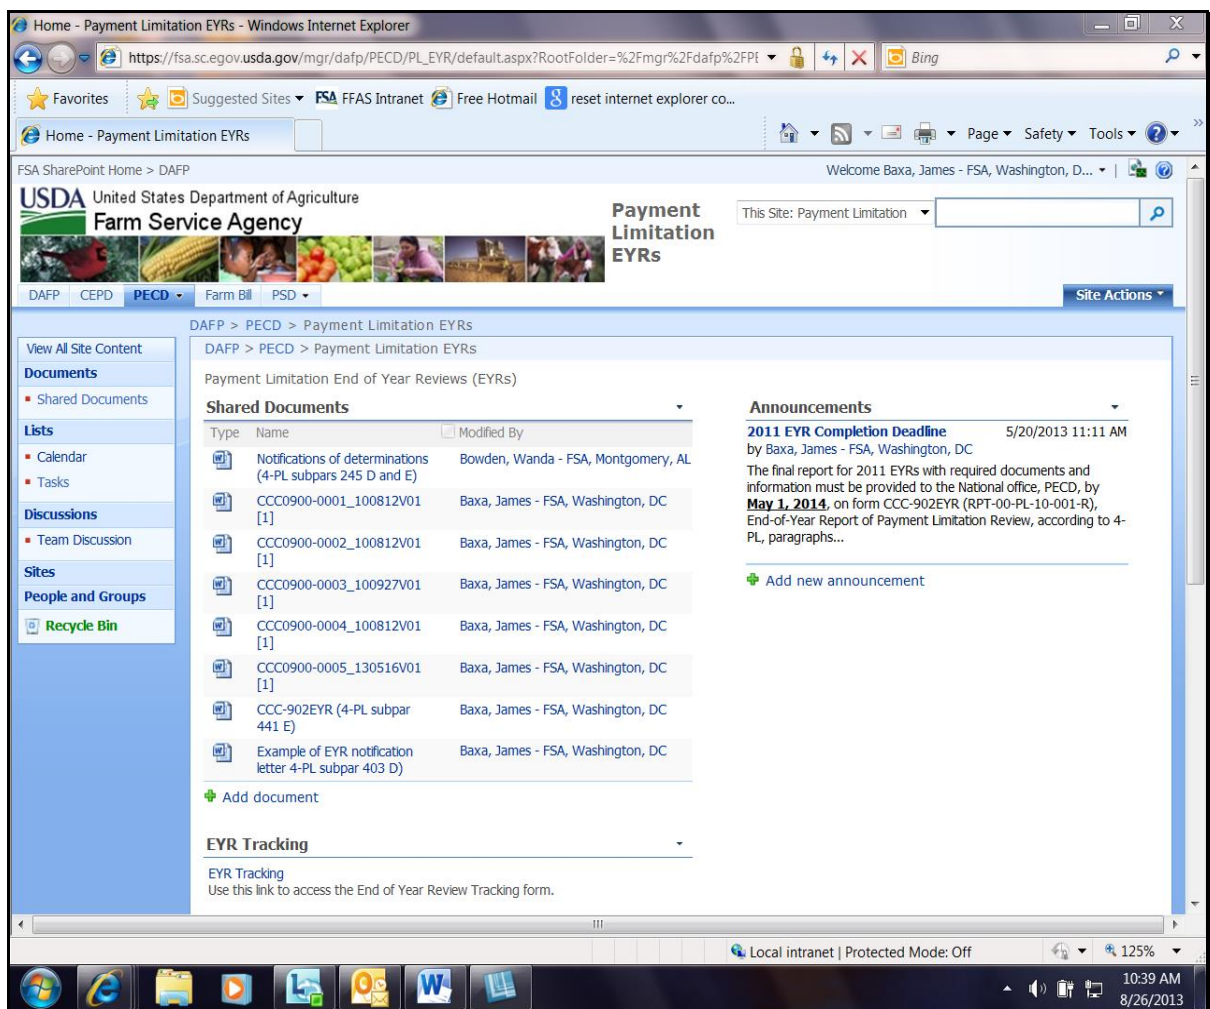 Home - Payment Limitation EYRs - Windows Internet Explorer
https://fsa.sc.egov.usda.gov/mgr/dafp/PECD/PL_EYR/default.aspx?RootFolder=%2Fmgr%2Fdafp%2FPE
Bing
Favorites Suggested Sites FSA FFAS Intranet Free Hotmail 8 reset internet explorer co...
Home - Payment Limitation EYRs
Page Safety Tools
FSA SharePoint Home > DAFP
Welcome Baxa, James - FSA, Washington, D...
USDA United States Department of Agriculture
Farm Service Agency
Payment
Limitation
EYRs
This Site: Payment Limitation
DAFP CEPD PECD Farm Bill PSD
Site Actions
DAFP > PECD > Payment Limitation EYRs
DAFP > PECD > Payment Limitation EYRs
View All Site Content
Documents
Shared Documents
Lists
Calendar
Tasks
Discussions
Team Discussion
Sites
People and Groups
Recycle Bin
Payment Limitation End of Year Reviews (EYRs)
Shared Documents
Type Name Modified By
Notifications of determinations Bowden, Wanda - FSA, Montgomery, AL
(4-PL subpars 245 D and E)
CCC0900-0001_100812V01 Baxa, James - FSA, Washington, DC
[1]
CCC0900-0002_100812V01 Baxa, James - FSA, Washington, DC
[1]
CCC0900-0003_100927V01 Baxa, James - FSA, Washington, DC
[1]
CCC0900-0004_100812V01 Baxa, James - FSA, Washington, DC
[1]
CCC0900-0005_130516V01 Baxa, James - FSA, Washington, DC
[1]
CCC-902EYR (4-PL subpar Baxa, James - FSA, Washington, DC
441 E)
Example of EYR notification Baxa, James - FSA, Washington, DC
letter 4-PL subpar 403 D)
Add document
EYR Tracking
EYR Tracking
Use this link to access the End of Year Review Tracking form.
Announcements
2011 EYR Completion Deadline 5/20/2013 11:11 AM
by Baxa, James - FSA, Washington, DC
The final report for 2011 EYRs with required documents and
information must be provided to the National office, PECD, by
May 1, 2014, on form CCC-902EYR (RPT-00-PL-10-001-R),
End-of-Year Report of Payment Limitation Review, according to 4-
PL, paragraphs...
Add new announcement
Local intranet | Protected Mode: Off
125%
10:39 AM
8/26/2013